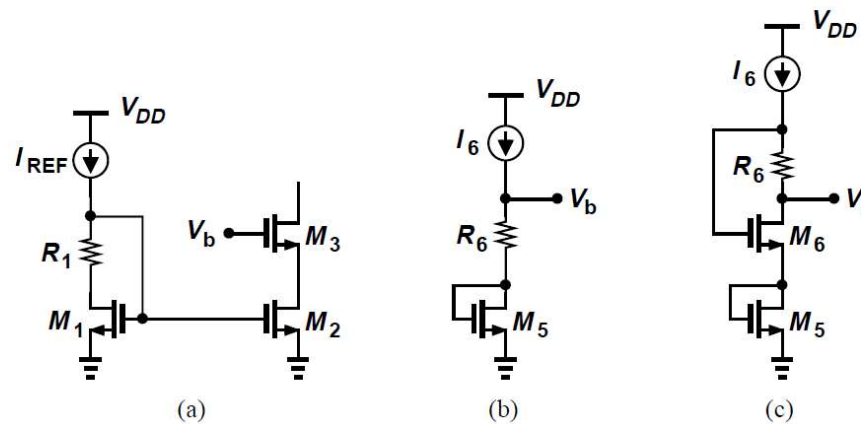 V_DD
I_REF
R_1
M_1
V_b
M_3
M_2
(a)
V_DD
I_6
V_b
R_6
M_5
(b)
V_DD
I_6
R_6
V
M_6
M_5
(c)